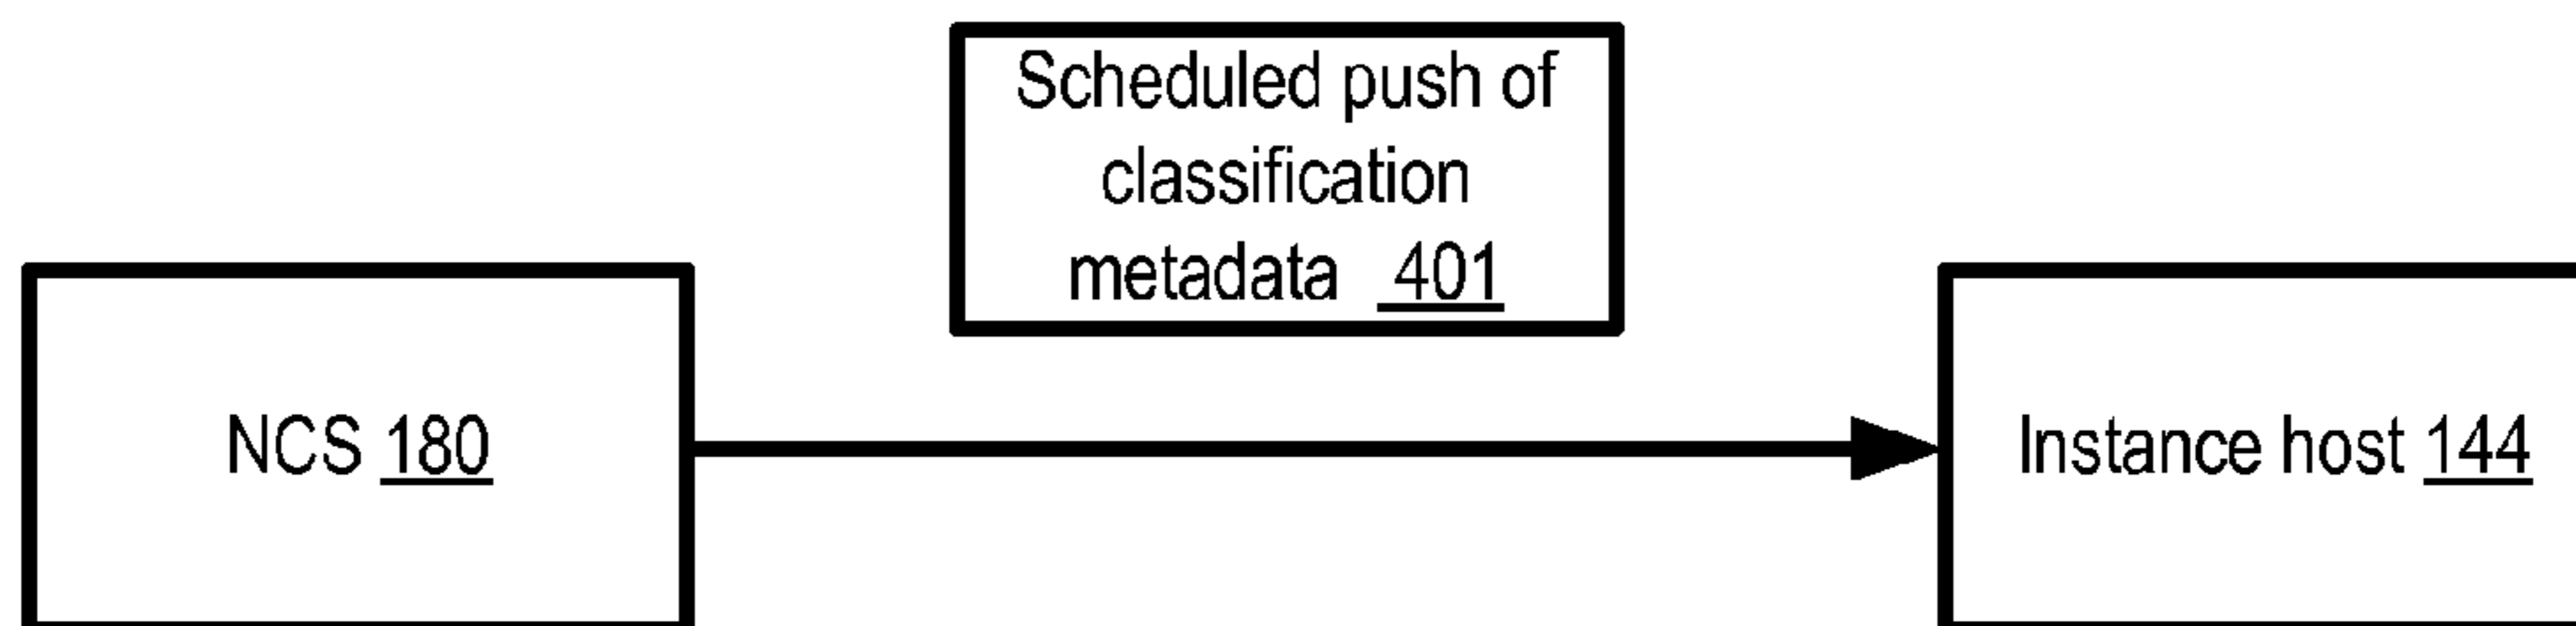 Scheduled push of
classification
metadata 401
NCS 180
Instance host 144